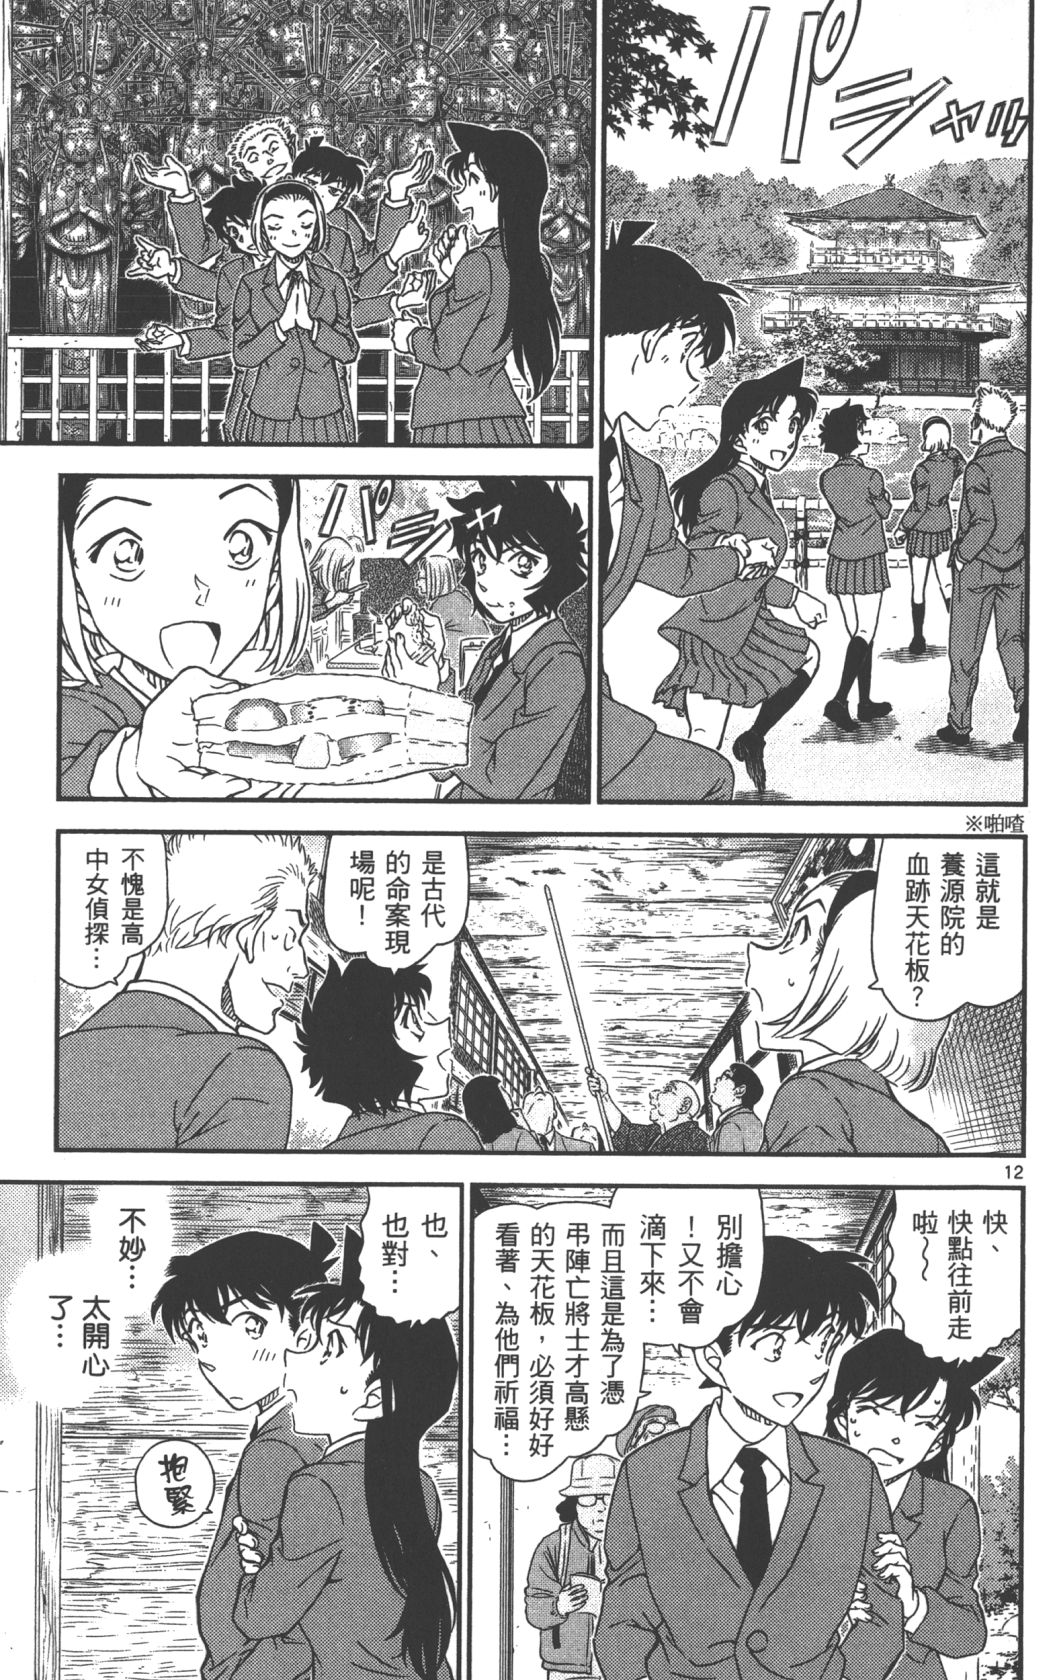 パシャッ
パシャ
※啪喳
這就是
養源院的
血跡天花板?
是古代
的命案現
場呢!
不愧是高
中女偵探…
12
快、
快點往前走
啦~
別擔心
!又不會
滴下來…
而且這是為了憑
弔陣亡將士才高懸
的天花板,必須好好
看著、為他們祈福…
也、
也對…
抱緊
不妙…
太開心
了…